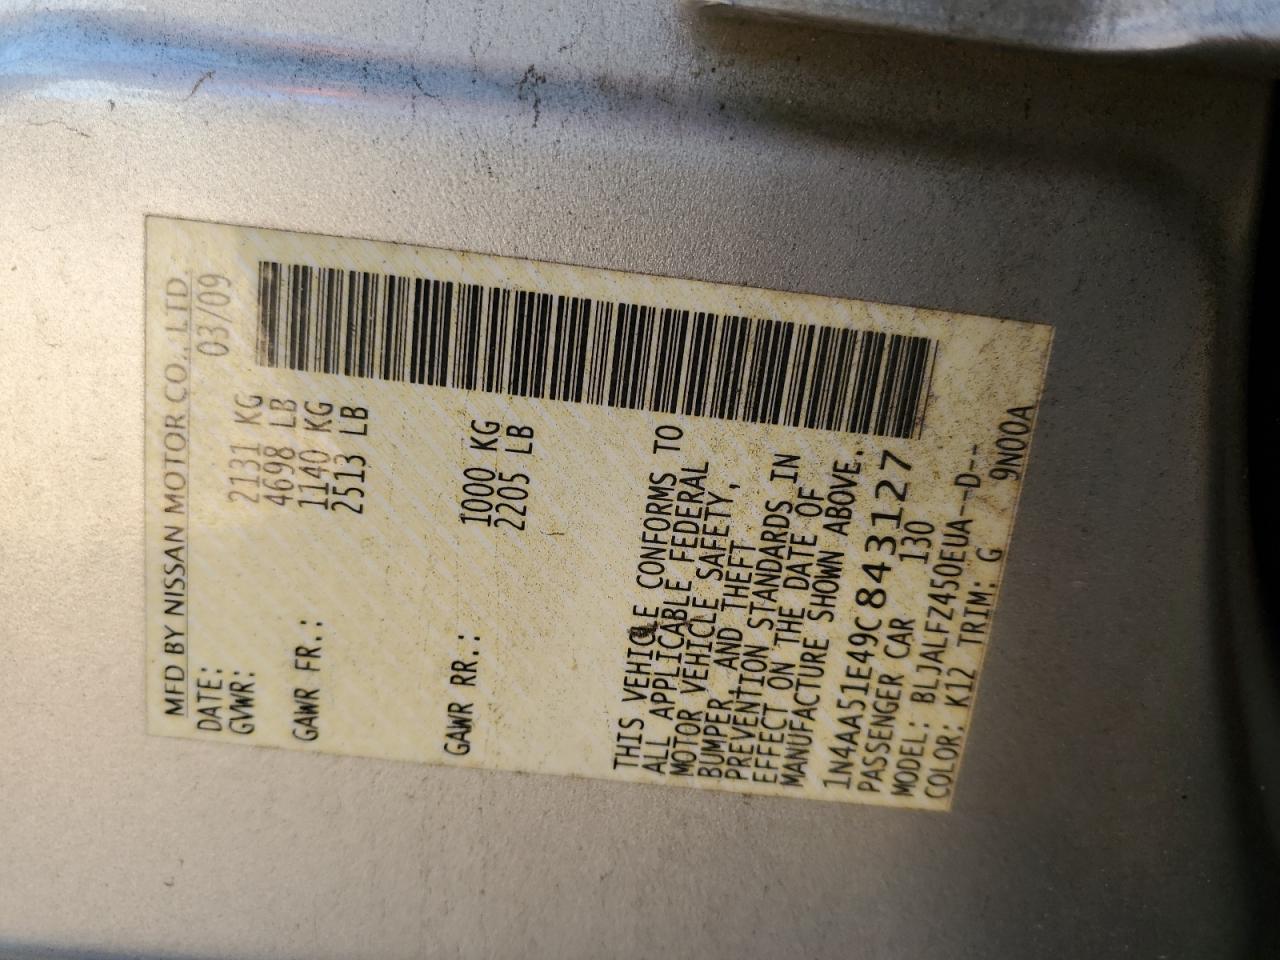 MFD BY NISSAN MOTOR CO., LTD
DATE: 03/09
GVWR: 2131 KG
4698 LB
GAWR FR.: 1140 KG
2513 LB
GAWR RR.: 1000 KG
2205 LB
THIS VEHICLE CONFORMS TO
ALL APPLICABLE FEDERAL
MOTOR VEHICLE SAFETY,
BUMPER, AND THEFT
PREVENTION STANDARDS IN
EFFECT ON THE DATE OF
MANUFACTURE SHOWN ABOVE.
1N4AA51E49C843127
PASSENGER CAR 130
MODEL: BLJALFZ450EUA--D--
COLOR: K12 TRIM: G 9N00A